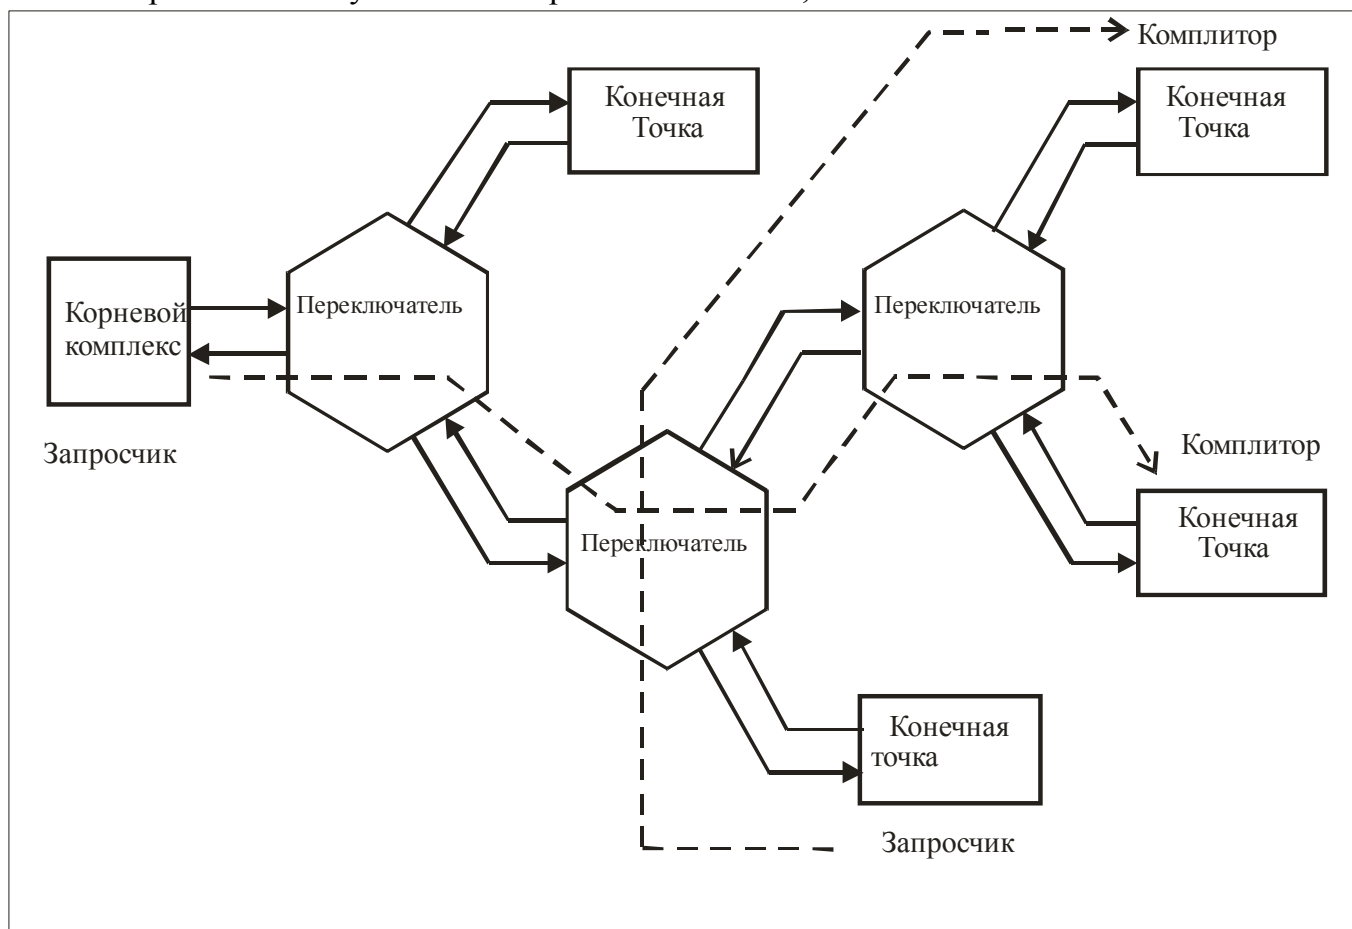 Комплитор
Конечная
Точка
Конечная
Точка
Корневой
комплекс
Переключатель
Переключатель
Запросчик
Комплитор
Переключатель
Конечная
Точка
Конечная
точка
Запросчик